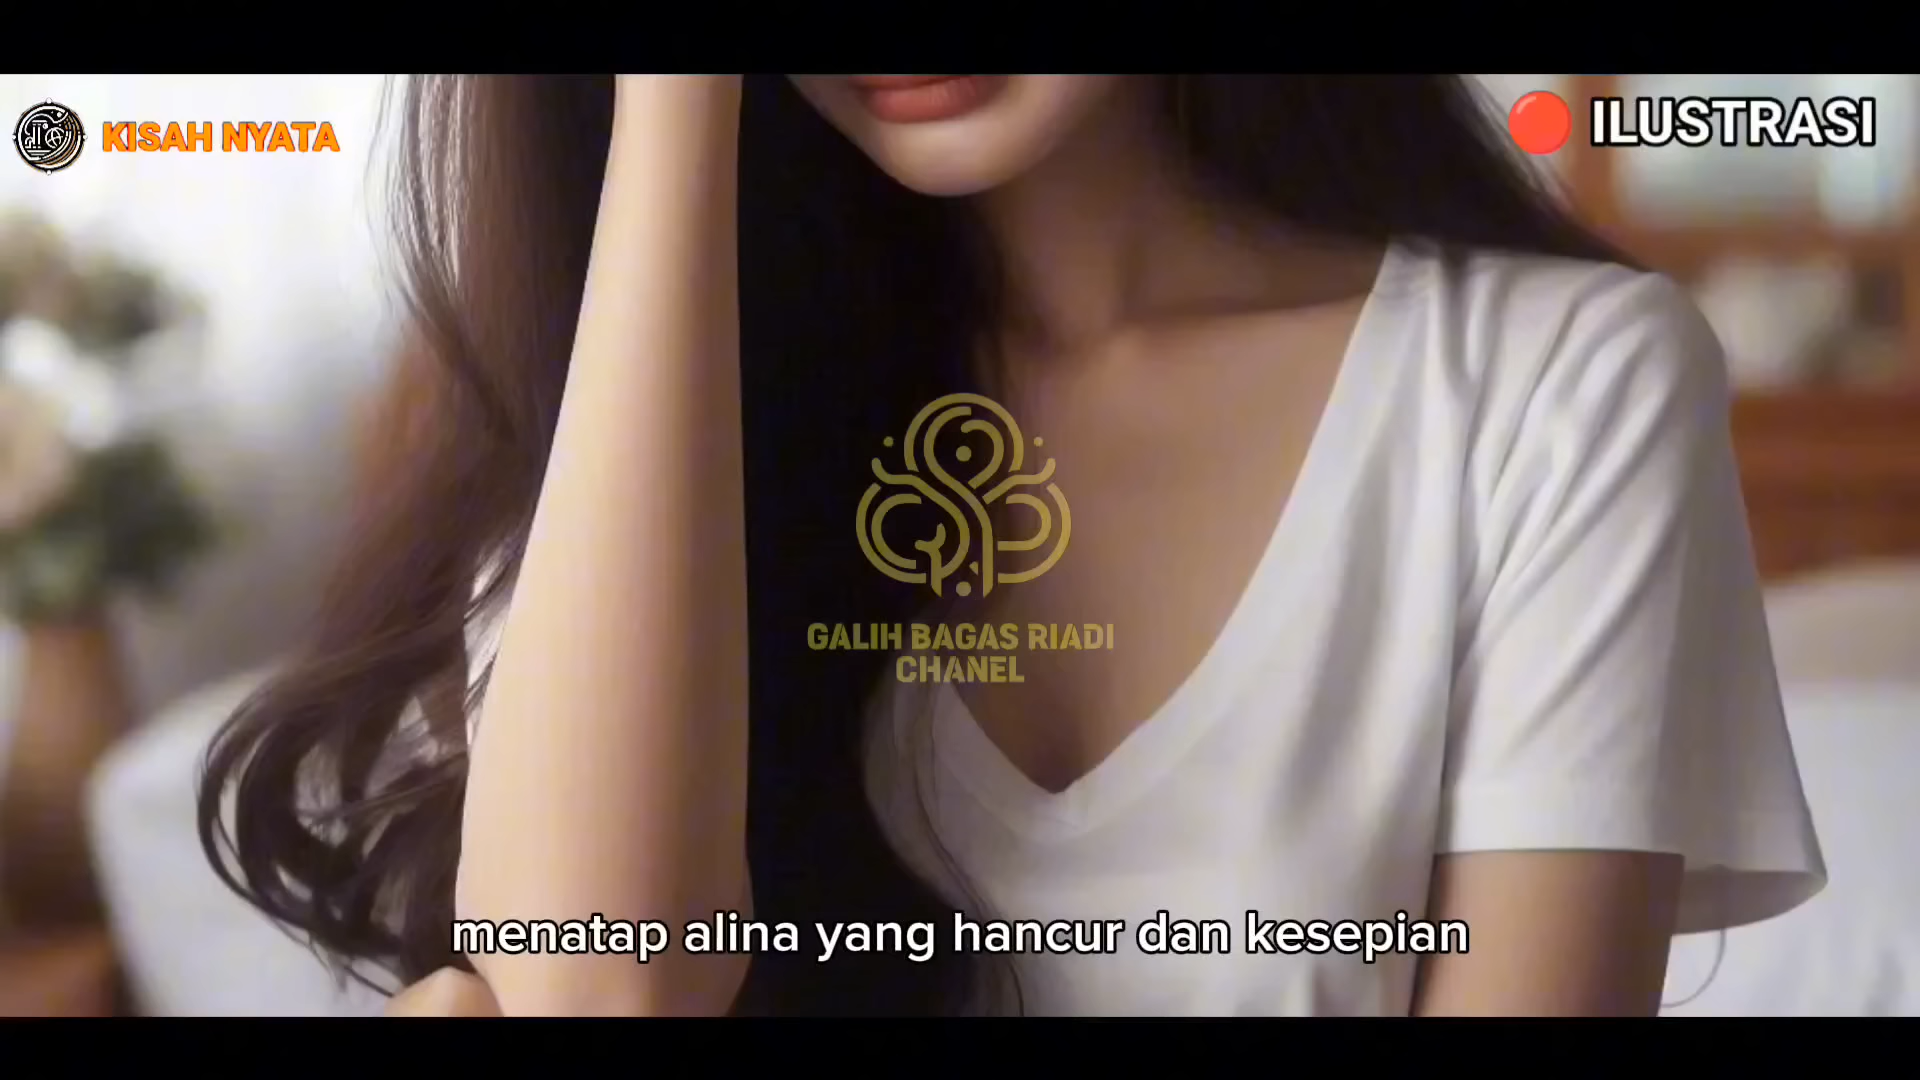 KISAH NYATA
ILUSTRASI
GALIH BAGAS RIADI
CHANEL
menatap alina yang hancur dan kesepian